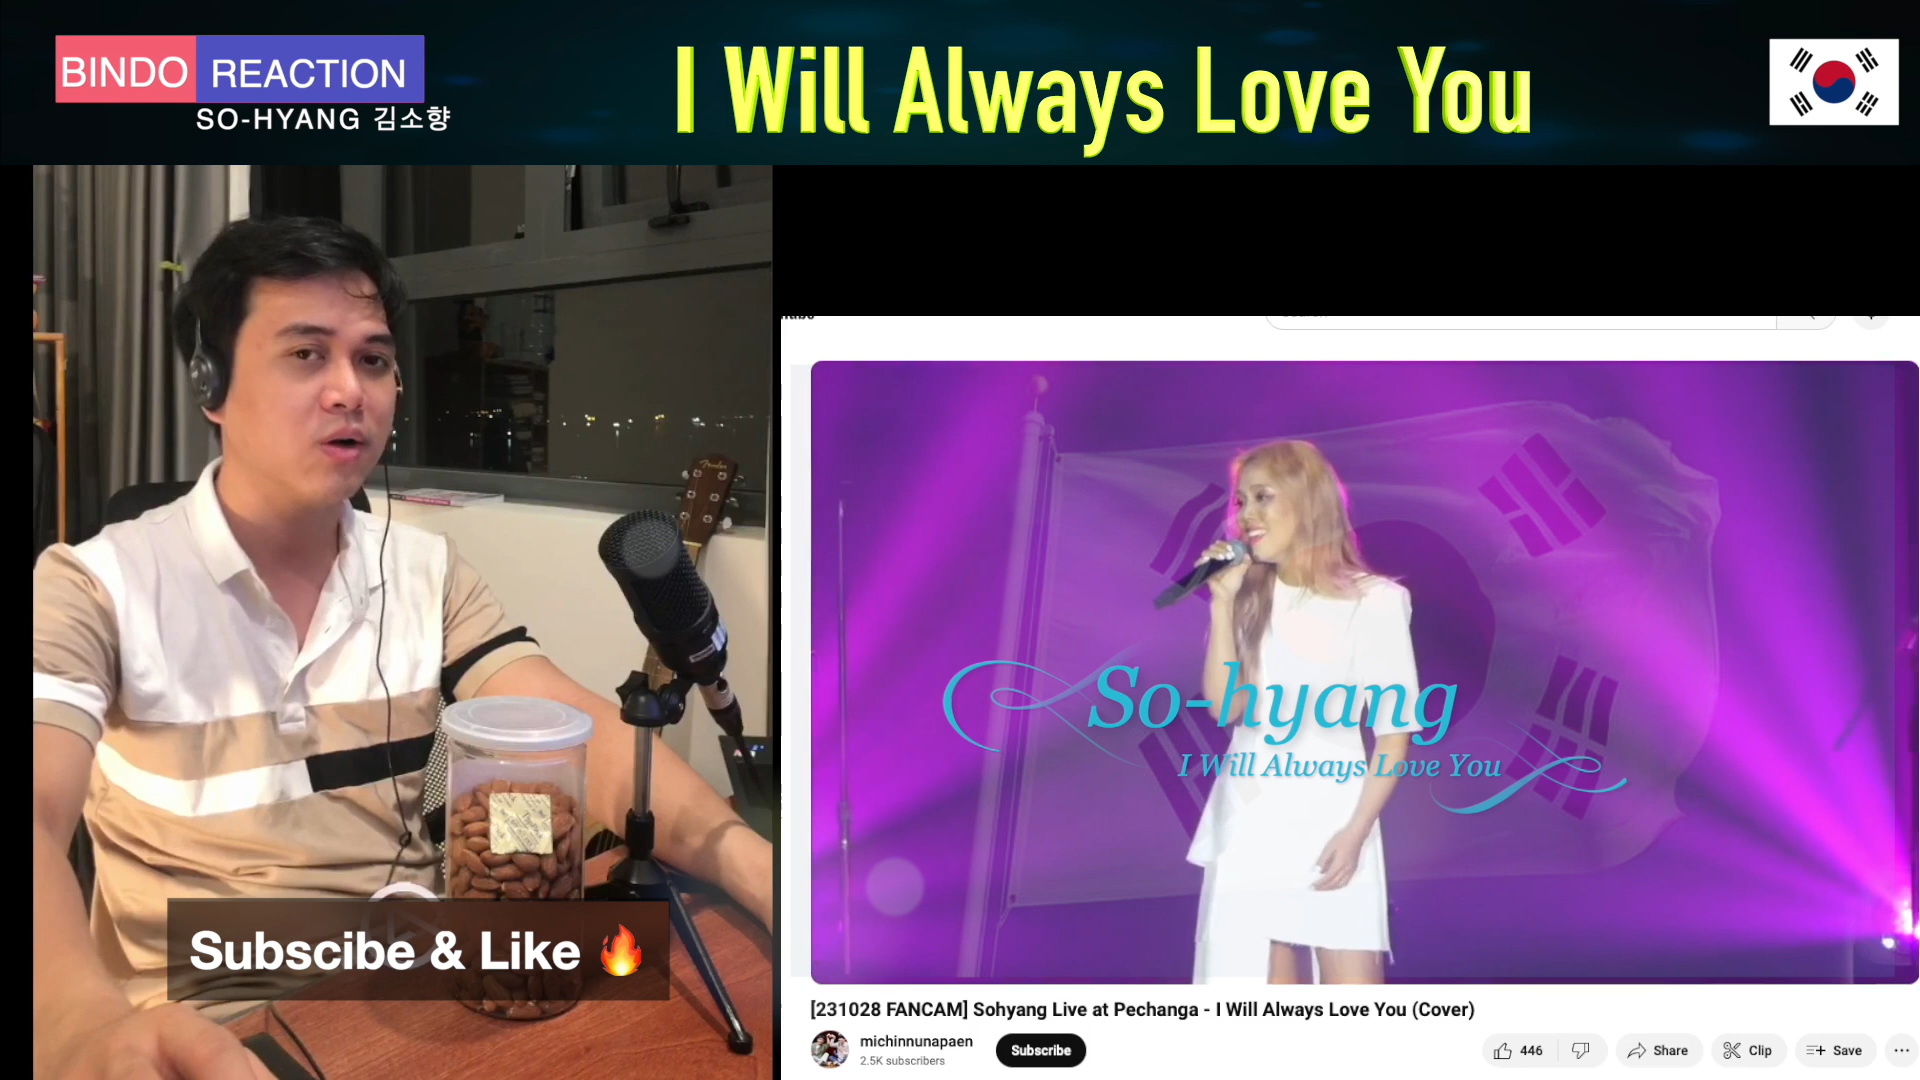 BINDO REACTION
SO-HYANG 김소향
I Will Always Love You
Fender
So-hyang
I Will Always Love You
Subscibe & Like 🔥
[231028 FANCAM] Sohyang Live at Pechanga - I Will Always Love You (Cover)
michinnunapaen
2.5K subscribers
Subscribe
446
Share
Clip
Save